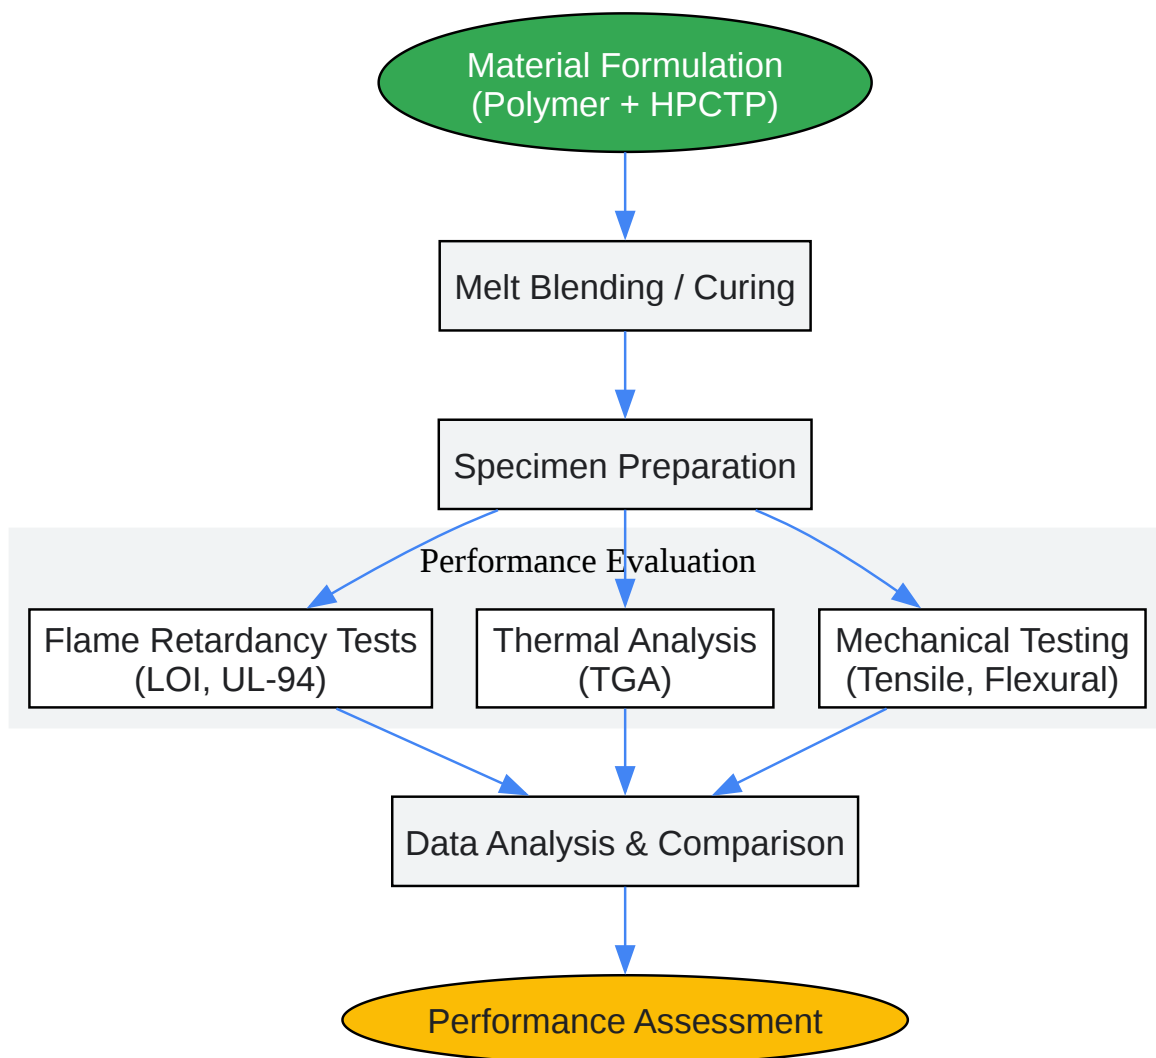 Material Formulation
(Polymer + HPCTP)
Melt Blending / Curing
Specimen Preparation
Performance Evaluation
Flame Retardancy Tests
(LOI, UL-94)
Thermal Analysis
(TGA)
Mechanical Testing
(Tensile, Flexural)
Data Analysis & Comparison
Performance Assessment